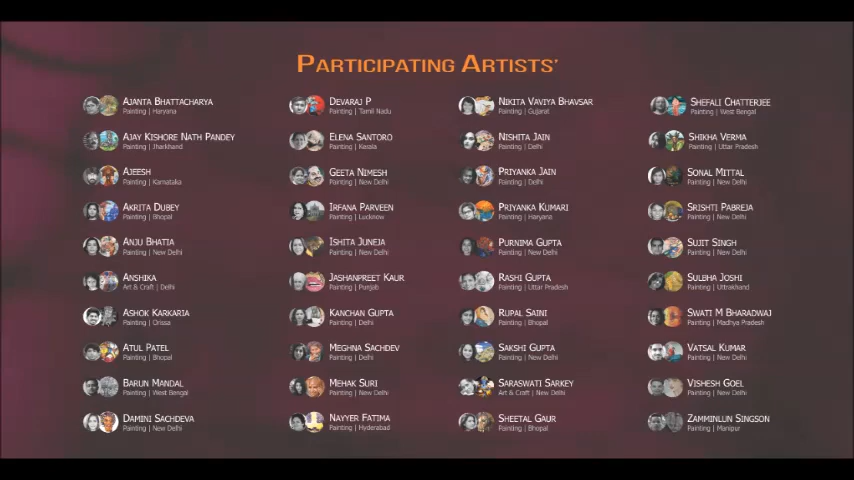 PARTICIPATING ARTISTS'
AJANTA BHATTACHARYA
Painting | Haryana
AJAY KISHORE NATH PANDEY
Painting | Jharkhand
AJEESH
Painting | Karnataka
AKRITA DUBEY
Painting | Bhopal
ANJU BHATIA
Painting | New Delhi
ANSHIKA
Art & Craft | Delhi
ASHOK KARKARIA
Painting | Orissa
ATUL PATEL
Painting | Bhopal
BARUN MANDAL
Painting | West Bengal
DAMINI SACHDEVA
Painting | New Delhi
DEVARAJ P
Painting | Tamil Nadu
ELENA SANTORO
Painting | Kerala
GEETA NIMESH
Painting | New Delhi
IRFANA PARVEEN
Painting | Lucknow
ISHITA JUNEJA
Painting | New Delhi
JASHANPREET KAUR
Painting | Punjab
KANCHAN GUPTA
Painting | Delhi
MEGHNA SACHDEV
Painting | Delhi
MEHAK SURI
Painting | New Delhi
NAYYER FATIMA
Painting | Hyderabad
NIKITA VAVIYA BHAVSAR
Painting | Gujarat
NISHITA JAIN
Painting | Delhi
PRIYANKA JAIN
Painting | Delhi
PRIYANKA KUMARI
Painting | Haryana
PURNIMA GUPTA
Painting | New Delhi
RASHI GUPTA
Painting | Uttar Pradesh
RUPAL SAINI
Painting | Bhopal
SAKSHI GUPTA
Painting | New Delhi
SARASWATI SARKEY
Art & Craft | New Delhi
SHEETAL GAUR
Painting | Bhopal
SHEFALI CHATTERJEE
Painting | West Bengal
SHIKHA VERMA
Painting | Uttar Pradesh
SONAL MITTAL
Painting | New Delhi
SRISHTI PABREJA
Painting | New Delhi
SUJIT SINGH
Painting | New Delhi
SULBHA JOSHI
Painting | Uttrakhand
SWATI M BHARADWAJ
Painting | Madhya Pradesh
VATSAL KUMAR
Painting | New Delhi
VISHESH GOEL
Painting | New Delhi
ZAMMINLUN SINGSON
Painting | Manipur